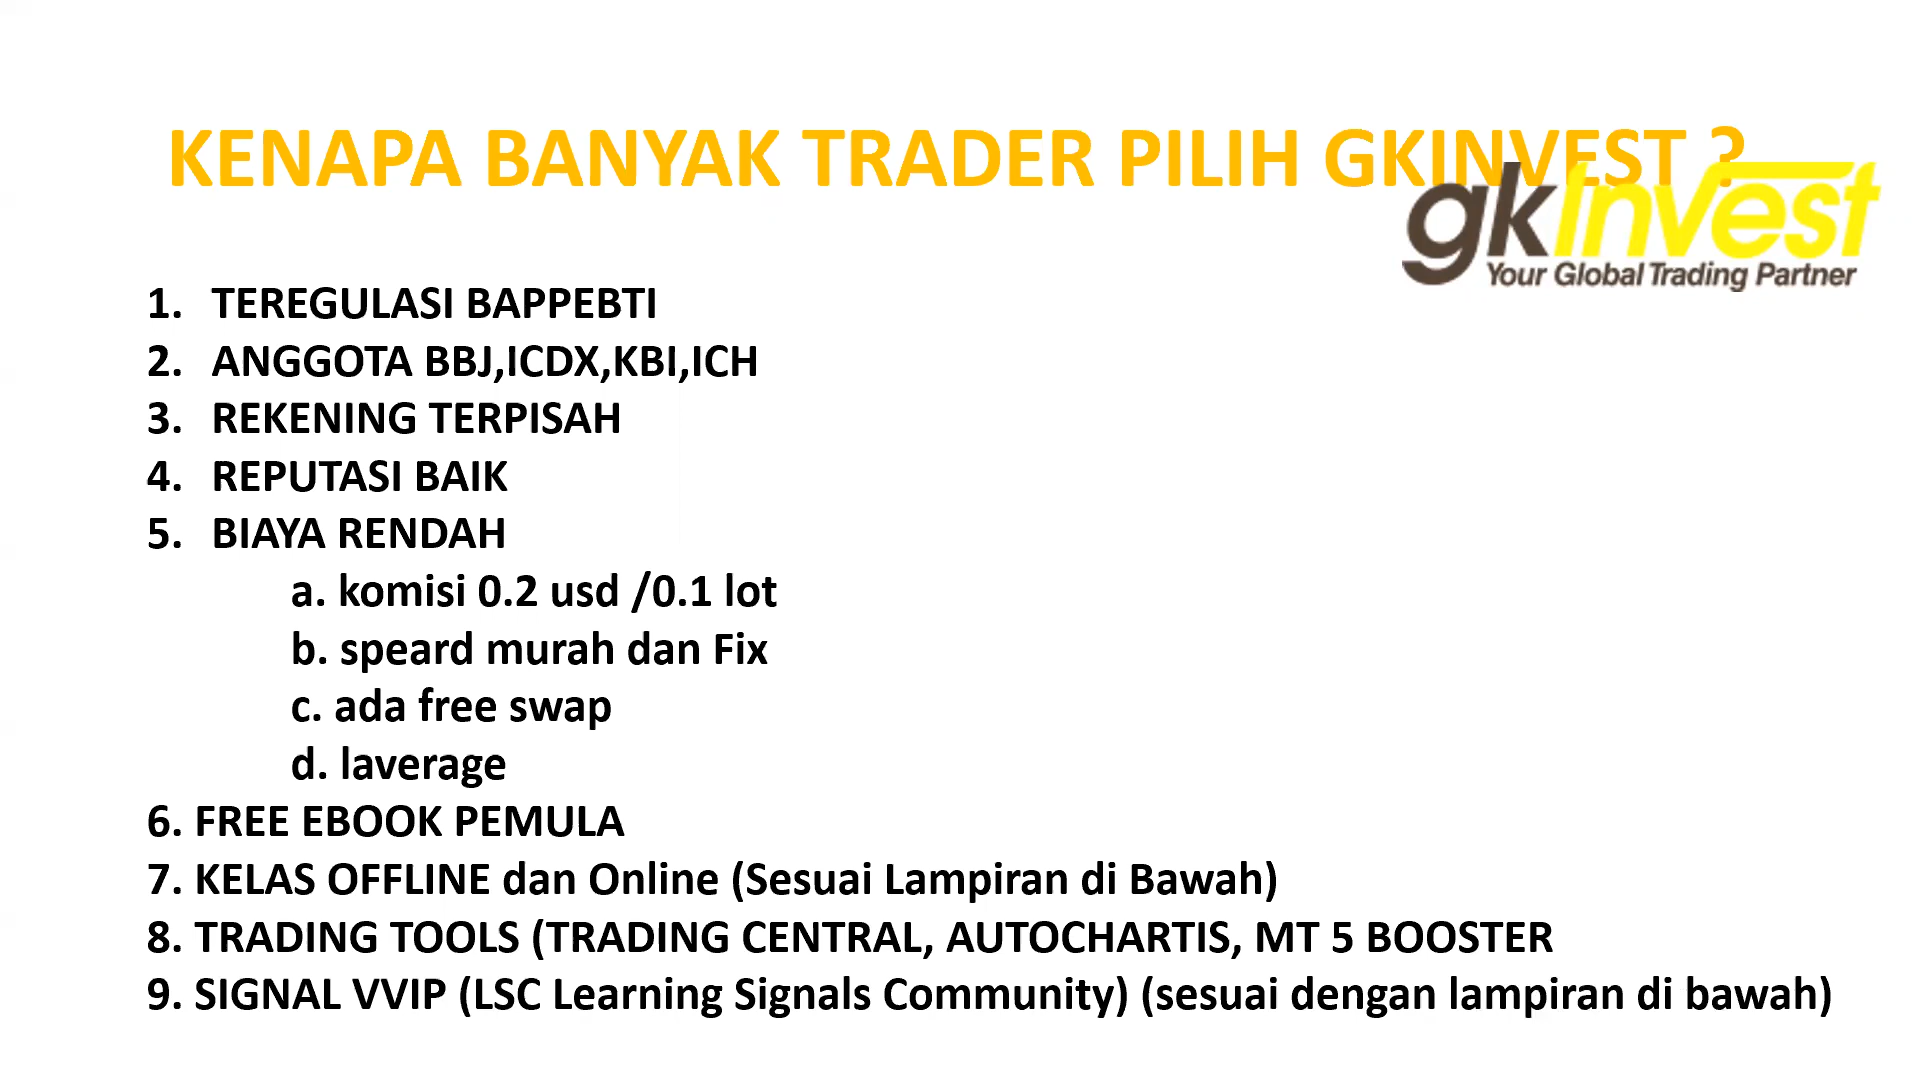 KENAPA BANYAK TRADER PILIH GKINVEST ?
gkinvest
Your Global Trading Partner
1. TEREGULASI BAPPEBTI
2. ANGGOTA BBJ,ICDX,KBI,ICH
3. REKENING TERPISAH
4. REPUTASI BAIK
5. BIAYA RENDAH
a. komisi 0.2 usd /0.1 lot
b. speard murah dan Fix
c. ada free swap
d. laverage
6. FREE EBOOK PEMULA
7. KELAS OFFLINE dan Online (Sesuai Lampiran di Bawah)
8. TRADING TOOLS (TRADING CENTRAL, AUTOCHARTIS, MT 5 BOOSTER
9. SIGNAL VVIP (LSC Learning Signals Community) (sesuai dengan lampiran di bawah)